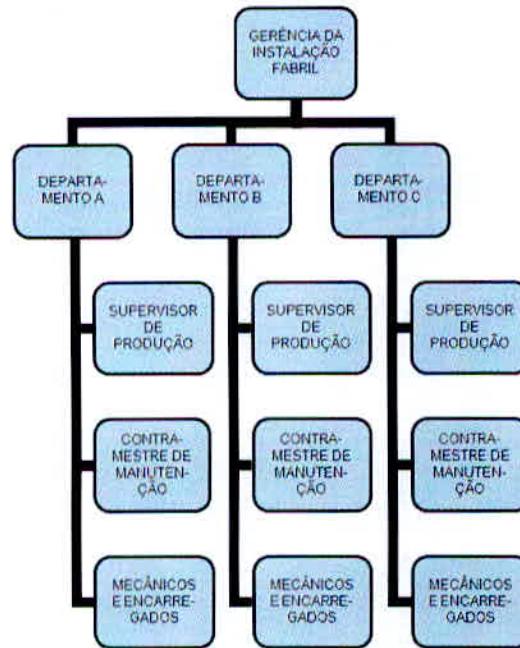 GERÊNCIA DA
INSTALAÇÃO
FABRIL
DEPARTA-
MENTO A
DEPARTA-
MENTO B
DEPARTA-
MENTO C
SUPERVISOR
DE
PRODUÇÃO
SUPERVISOR
DE
PRODUÇÃO
SUPERVISOR
DE
PRODUÇÃO
CONTRA-
MESTRE DE
MANUTEN-
ÇÃO
CONTRA-
MESTRE DE
MANUTEN-
ÇÃO
CONTRA-
MESTRE DE
MANUTEN-
ÇÃO
MECÂNICOS
E ENCARRE-
GADOS
MECÂNICOS
E ENCARRE-
GADOS
MECÂNICOS
E ENCARRE-
GADOS